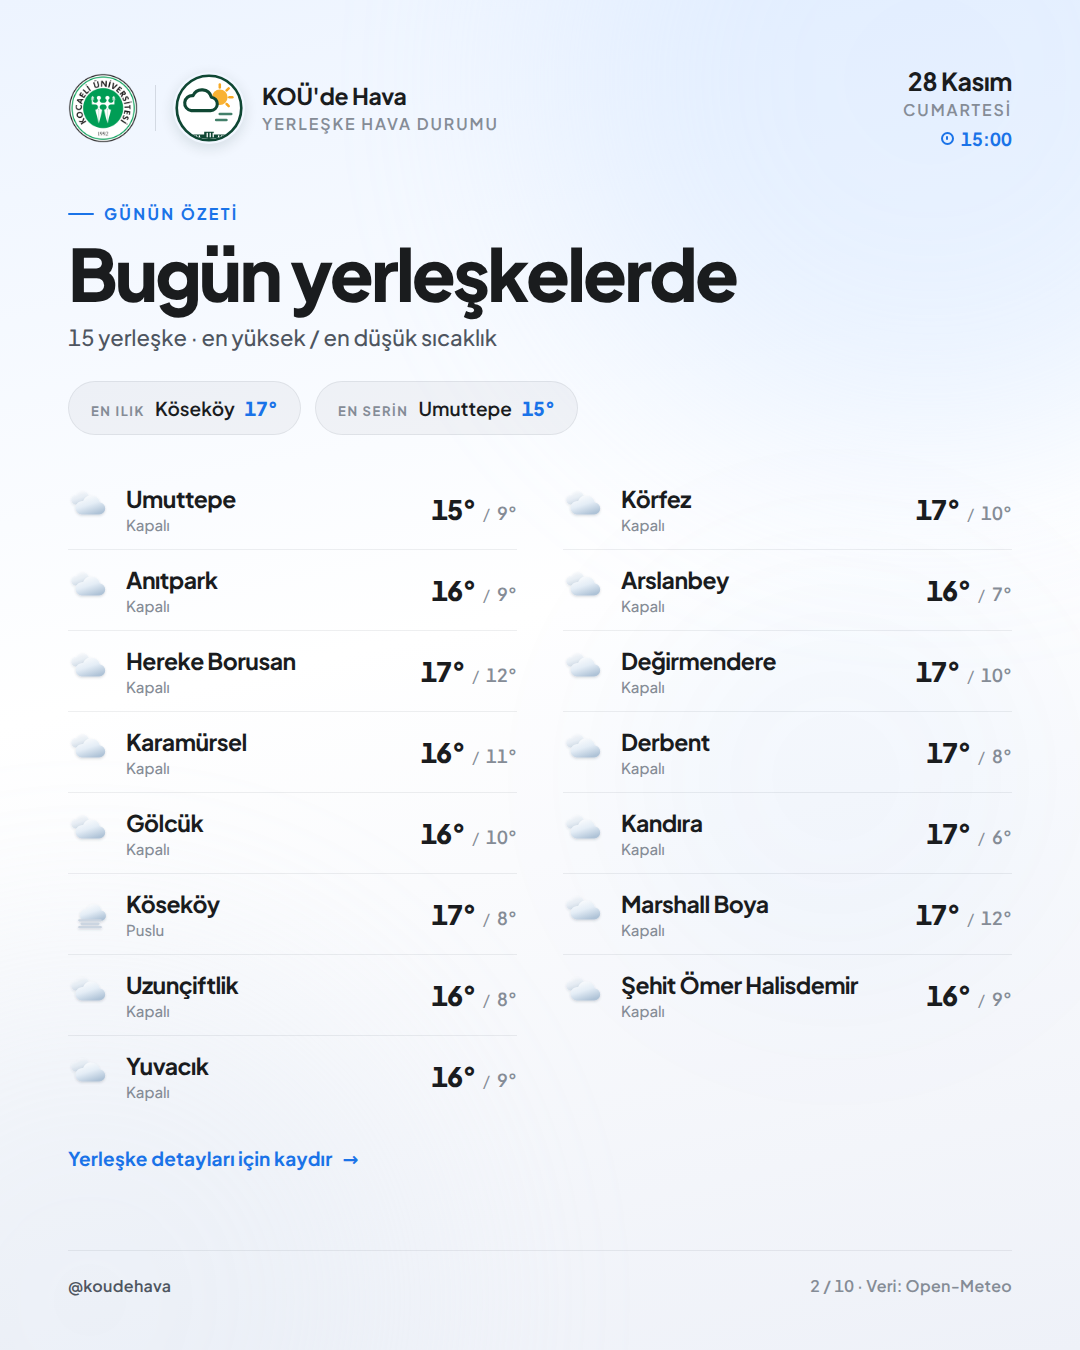 KOCAELİ ÜNİVERSİTESİ
1992
KOÜ'de Hava
YERLEŞKE HAVA DURUMU
28 Kasım
CUMARTESİ
15:00
GÜNÜN ÖZETİ
Bugün yerleşkelerde
15 yerleşke · en yüksek / en düşük sıcaklık
EN ILIK Köseköy 17°
EN SERİN Umuttepe 15°
Umuttepe
Kapalı
15° / 9°
Anıtpark
Kapalı
16° / 9°
Hereke Borusan
Kapalı
17° / 12°
Karamürsel
Kapalı
16° / 11°
Gölcük
Kapalı
16° / 10°
Köseköy
Puslu
17° / 8°
Uzunçiftlik
Kapalı
16° / 8°
Yuvacık
Kapalı
16° / 9°
Körfez
Kapalı
17° / 10°
Arslanbey
Kapalı
16° / 7°
Değirmendere
Kapalı
17° / 10°
Derbent
Kapalı
17° / 8°
Kandıra
Kapalı
17° / 6°
Marshall Boya
Kapalı
17° / 12°
Şehit Ömer Halisdemir
Kapalı
16° / 9°
Yerleşke detayları için kaydır →
@koudehava
2 / 10 · Veri: Open-Meteo